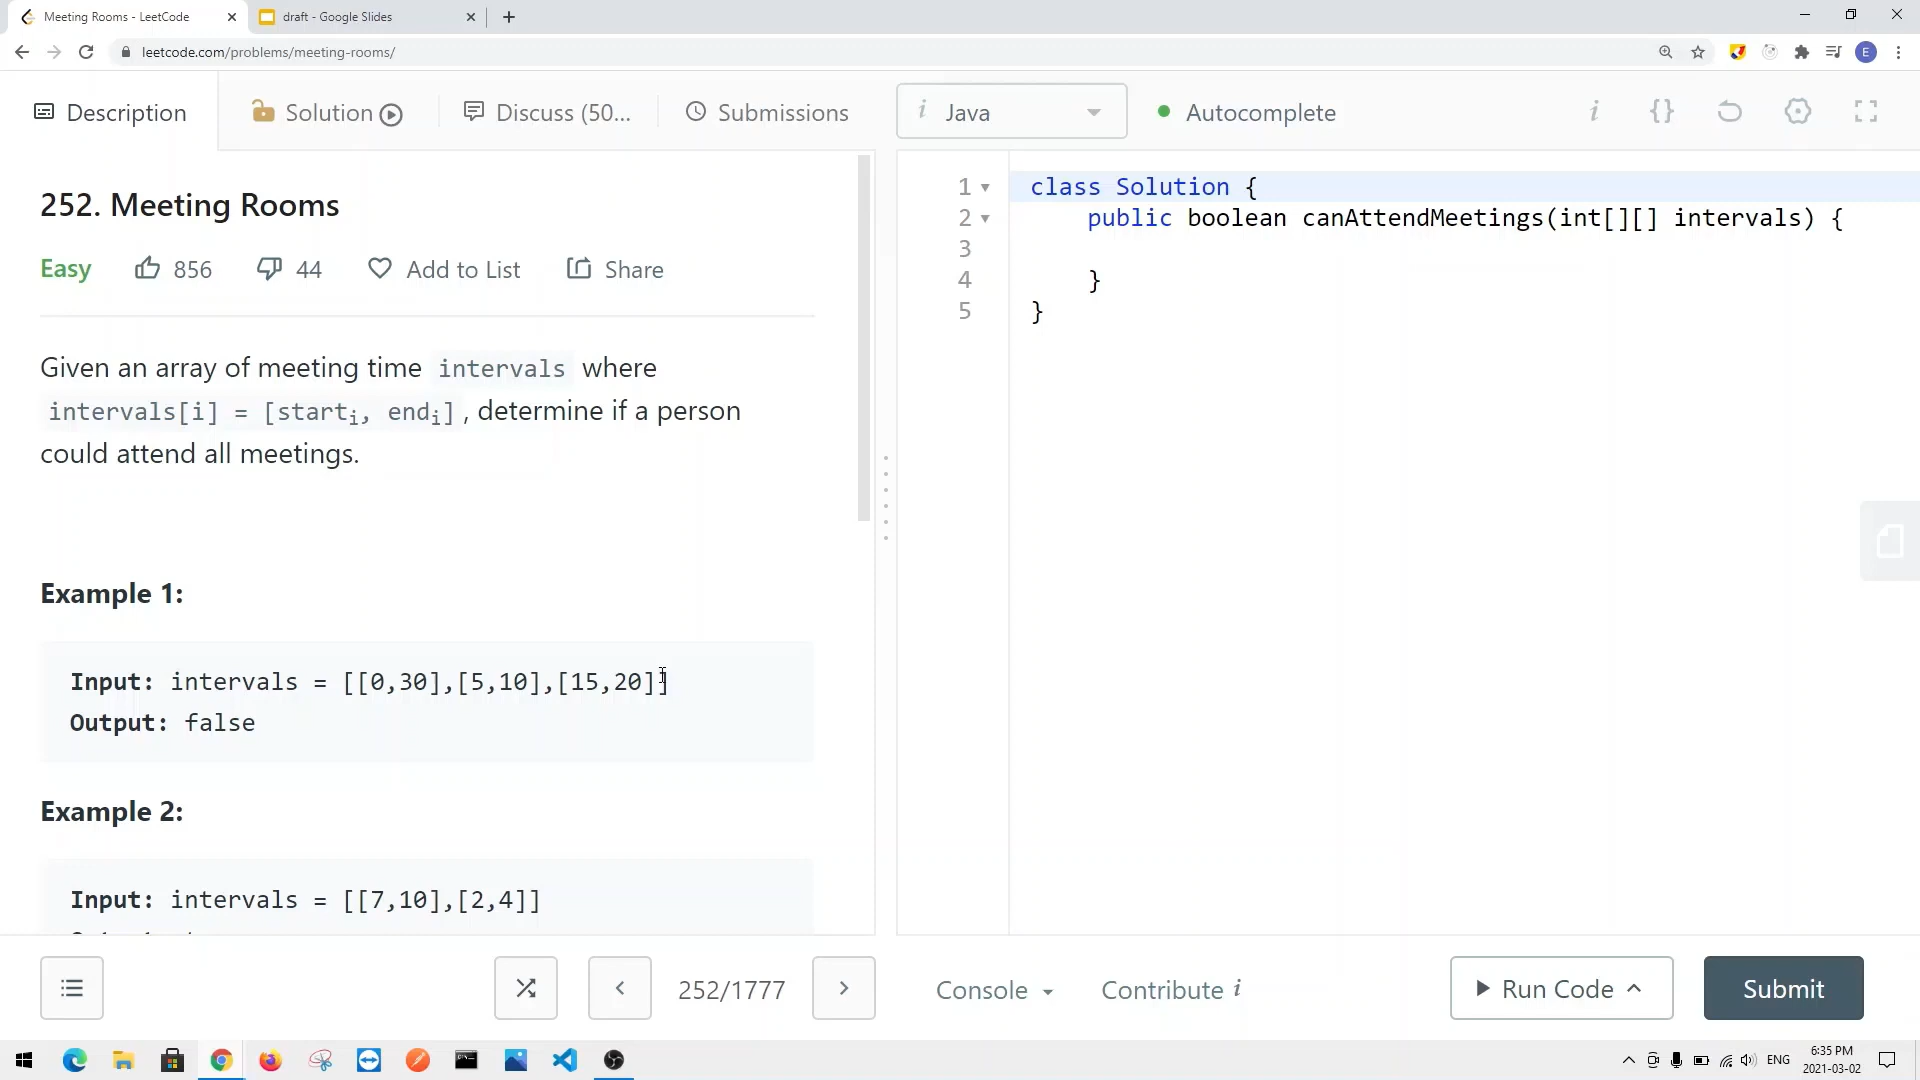 Meeting Rooms - LeetCode
draft - Google Slides
leetcode.com/problems/meeting-rooms/
E
Description
Solution
Discuss (50...
Submissions
i Java
Autocomplete
i {}
252. Meeting Rooms
Easy 856 44 Add to List Share
Given an array of meeting time intervals where
intervals[i] = [starti, endi], determine if a person
could attend all meetings.
Example 1:
Input: intervals = [[0,30],[5,10],[15,20]]
Output: false
Example 2:
Input: intervals = [[7,10],[2,4]]
1 class Solution {
2 public boolean canAttendMeetings(int[][] intervals) {
3
4 }
5 }
252/1777
Console
Contribute i
Run Code
Submit
ENG
6:35 PM
2021-03-02